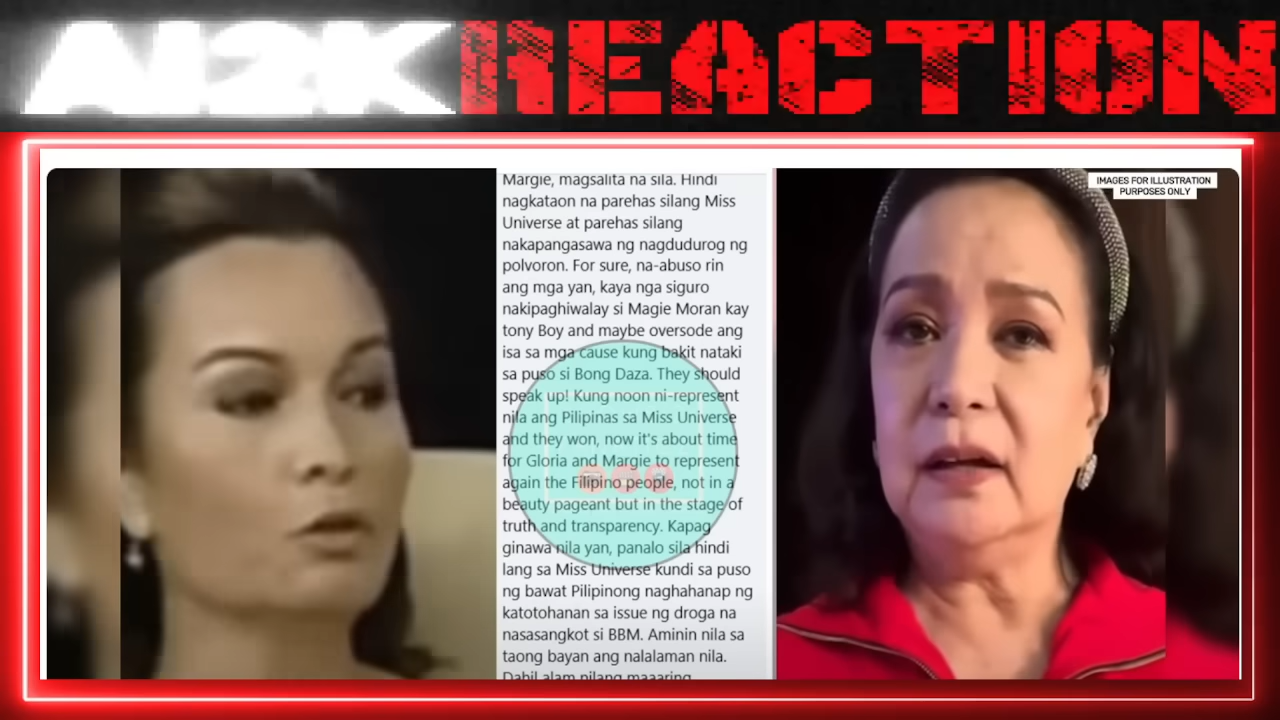 AI2K REACTION
IMAGES FOR ILLUSTRATION
PURPOSES ONLY
Margie, magsalita na sila. Hindi
nagkataon na parehas silang Miss
Universe at parehas silang
nakapangasawa ng nagdudurog ng
polvoron. For sure, na-abuso rin
ang mga yan, kaya nga siguro
nakipaghiwalay si Magie Moran kay
tony Boy and maybe oversode ang
isa sa mga cause kung bakit nataki
sa puso si Bong Daza. They should
speak up! Kung noon ni-represent
nila ang Pilipinas sa Miss Universe
and they won, now it's about time
for Gloria and Margie to represent
again the Filipino people, not in a
beauty pageant but in the stage of
truth and transparency. Kapag
ginawa nila yan, panalo sila hindi
lang sa Miss Universe kundi sa puso
ng bawat Pilipinong naghahanap ng
katotohanan sa issue ng droga na
nasasangkot si BBM. Aminin nila sa
taong bayan ang nalalaman nila.
Dahil alam nilang maaaring